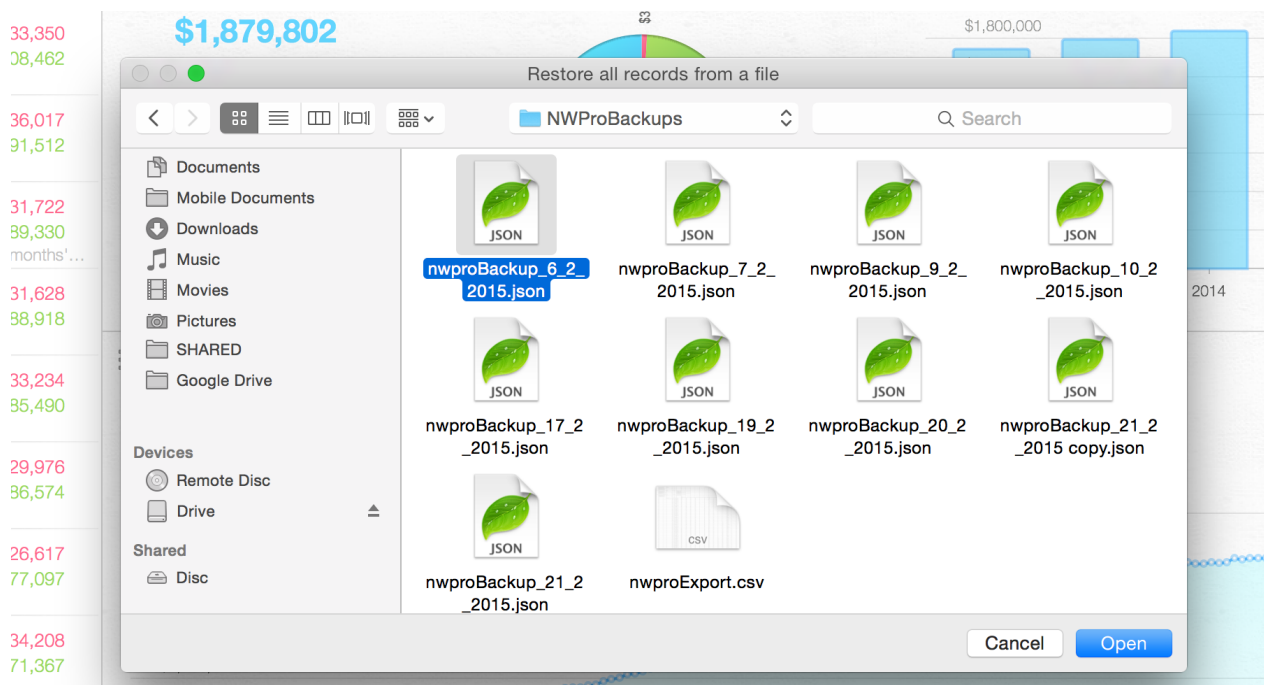 33,350
08,462
36,017
91,512
31,722
89,330
months'...
31,628
88,918
33,234
85,490
29,976
86,574
26,617
77,097
34,208
71,367
$1,879,802
$3
$1,800,000
2014
Restore all records from a file
NWProBackups
Search
Documents
Mobile Documents
Downloads
Music
Movies
Pictures
SHARED
Google Drive
Devices
Remote Disc
Drive
Shared
Disc
JSON
nwproBackup_6_2_
2015.json
JSON
nwproBackup_7_2_
2015.json
JSON
nwproBackup_9_2_
2015.json
JSON
nwproBackup_10_2
_2015.json
JSON
nwproBackup_17_2
_2015.json
JSON
nwproBackup_19_2
_2015.json
JSON
nwproBackup_20_2
_2015.json
JSON
nwproBackup_21_2
_2015 copy.json
JSON
nwproBackup_21_2
_2015.json
csv
nwproExport.csv
Cancel
Open